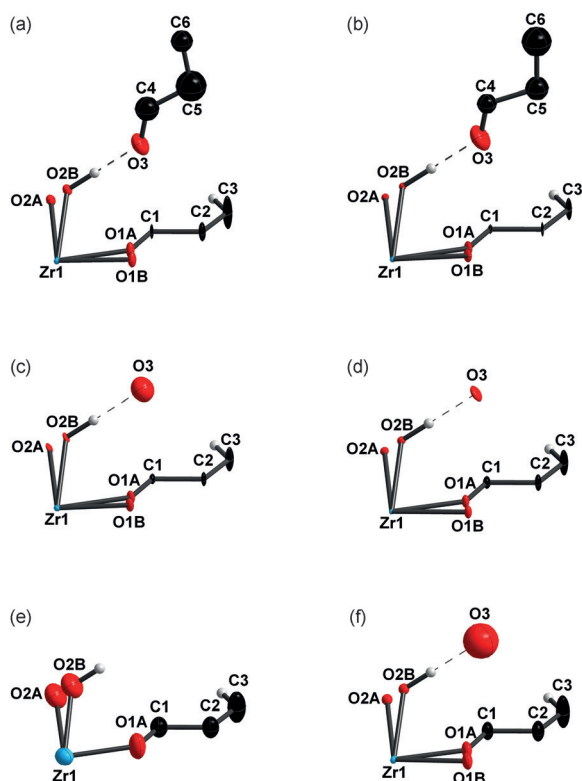 (a)
C6
C4
C5
O3
O2B
O2A
C3
C1
C2
O1A
O1B
Zr1
(b)
C6
C4
C5
O3
O2B
O2A
C3
C1
C2
O1A
O1B
Zr1
(c)
O3
O2B
O2A
C3
C1
C2
O1A
O1B
Zr1
(d)
O3
O2B
O2A
C3
C1
C2
O1A
O1B
Zr1
(e)
O2B
O2A
C3
C1
C2
O1A
Zr1
(f)
O3
O2B
O2A
C3
C1
C2
O1A
O1B
Zr1